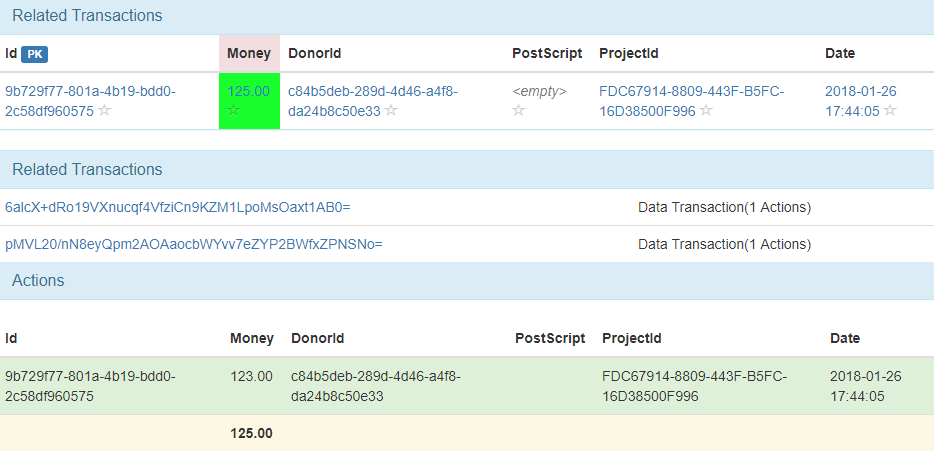 Related Transactions
Id PK Money DonorId PostScript ProjectId Date
9b729f77-801a-4b19-bdd0- 125.00 c84b5deb-289d-4d46-a4f8- <empty> FDC67914-8809-443F-B5FC- 2018-01-26
2c58df960575 ☆ ☆ da24b8c50e33 ☆ ☆ 16D38500F996 ☆ 17:44:05 ☆
Related Transactions
6alcX+dRo19VXnucqf4VfziCn9KZM1LpoMsOaxt1AB0= Data Transaction(1 Actions)
pMVL20/nN8eyQpm2AOAaocbWYvv7eZYP2BWfxZPNSNo= Data Transaction(1 Actions)
Actions
Id Money DonorId PostScript ProjectId Date
9b729f77-801a-4b19-bdd0- 123.00 c84b5deb-289d-4d46-a4f8- FDC67914-8809-443F-B5FC- 2018-01-26
2c58df960575 da24b8c50e33 16D38500F996 17:44:05
125.00